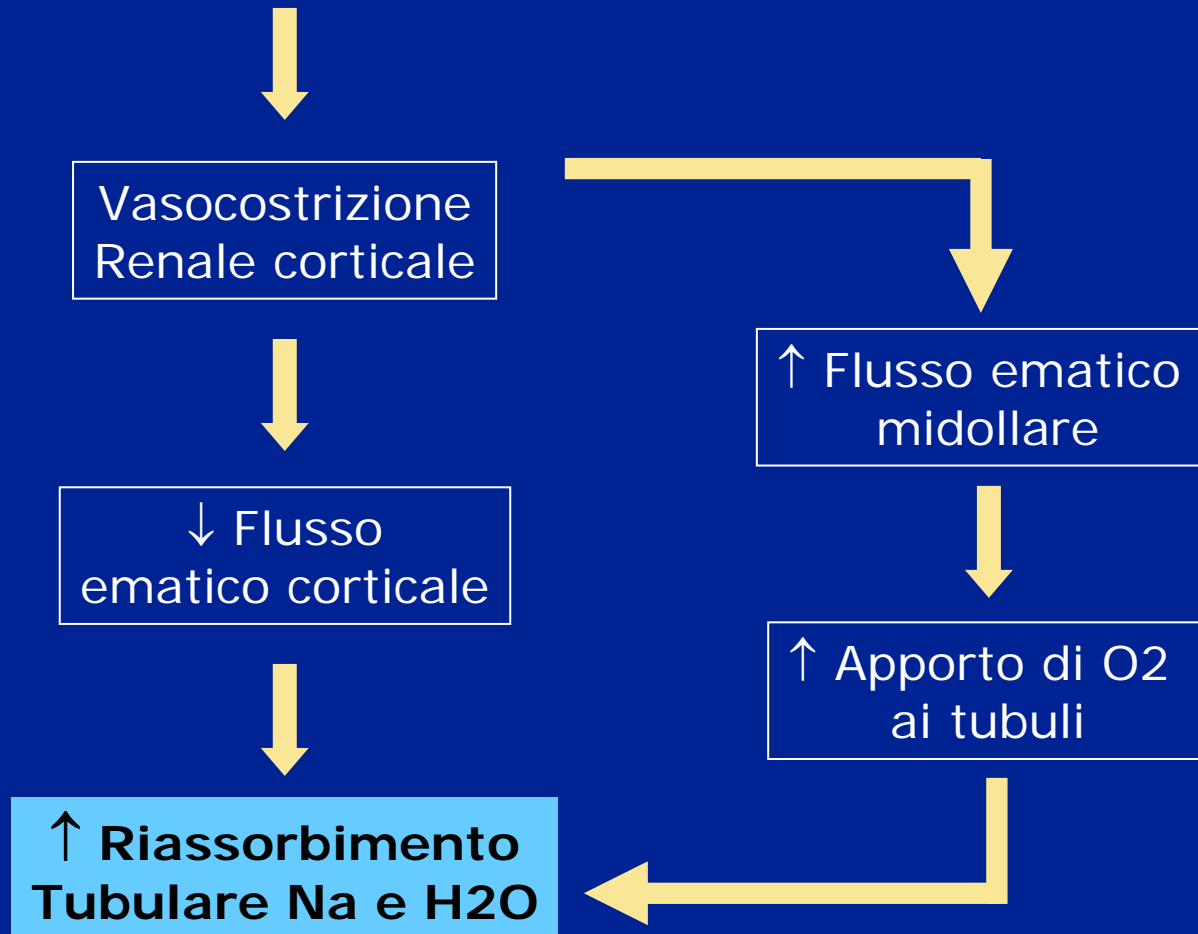 Vasocostrizione
Renale corticale
↑ Flusso ematico
midollare
↓ Flusso
ematico corticale
↑ Apporto di O2
ai tubuli
↑ Riassorbimento
Tubulare Na e H2O